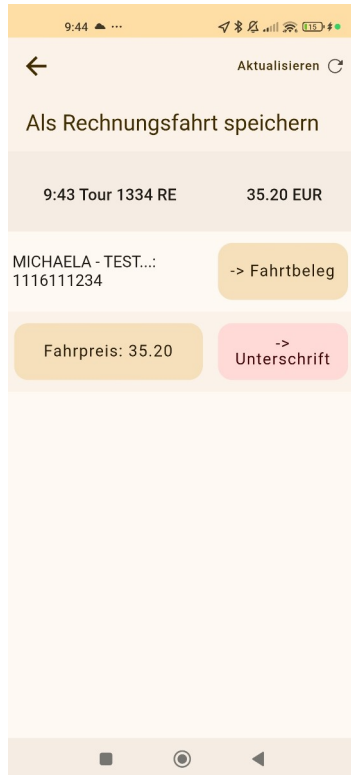 9:44 ...
15
Aktualisieren
Als Rechnungsfahrt speichern
9:43 Tour 1334 RE 35.20 EUR
MICHAELA - TEST...:
1116111234
-> Fahrtbeleg
Fahrpreis: 35.20
->
Unterschrift